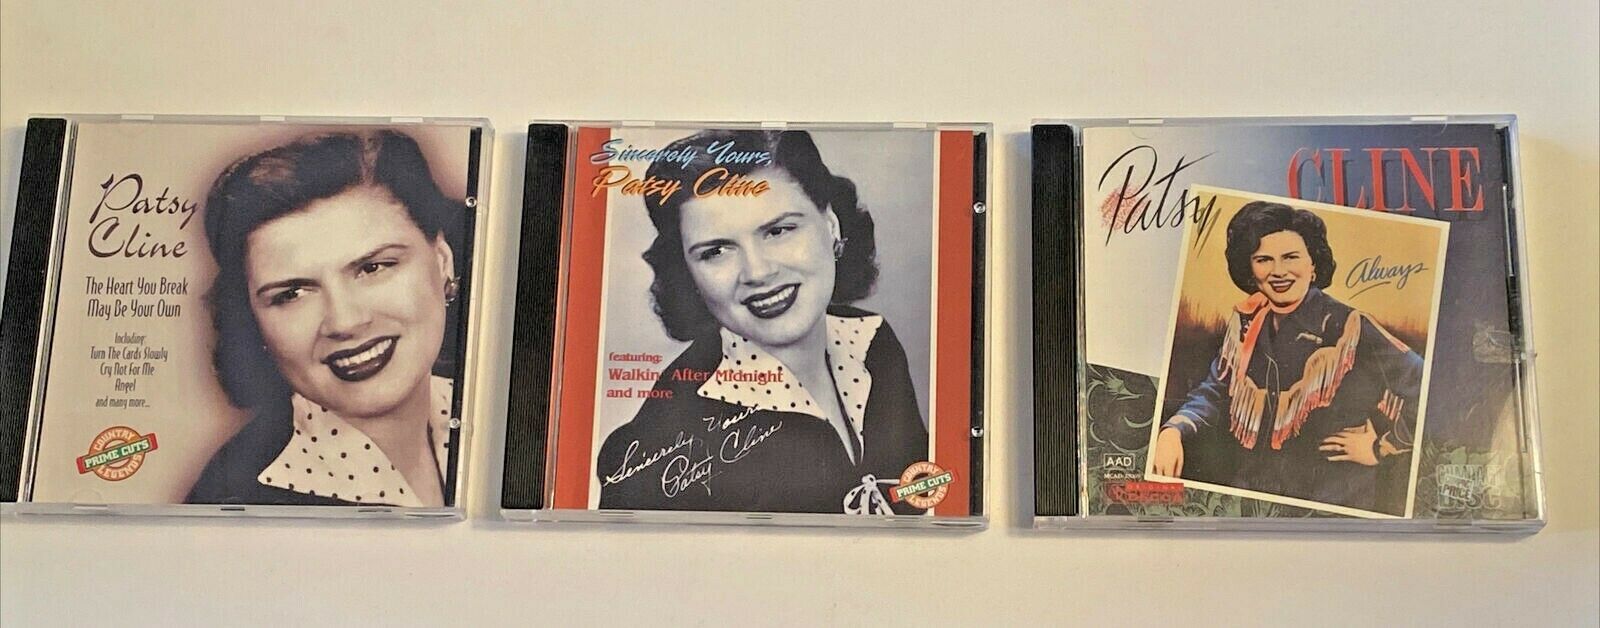 Patsy
Cline
The Heart You Break
May Be Your Own
Including:
Turn The Cards Slowly
Cry Not For Me
Angel
and many more...
COUNTRY
PRIME CUTS
LEGENDS
Sincerely Yours,
Patsy Cline
featuring:
Walkin' After Midnight
and more
Sincerely Yours
Patsy Cline
COUNTRY
PRIME CUTS
LEGENDS
Patsy
CLINE
Always
AAD
PRICE